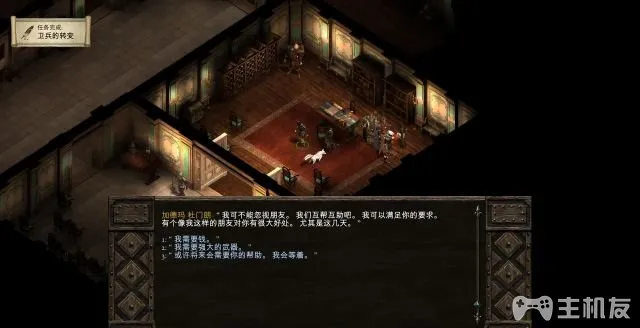 任务完成:
卫兵的转变
加德玛 杜门朗- “ 我可不能忽视朋友。 我们互帮互助吧。 我可以满足你的要求。
有个像我这样的朋友对你有很大好处。 尤其是这几天。 ”
1: “ 我需要钱。 ”
2: “ 我需要强大的武器。 ”
3: “ 或许将来会需要你的帮助。 我会等着。 ”
主机友